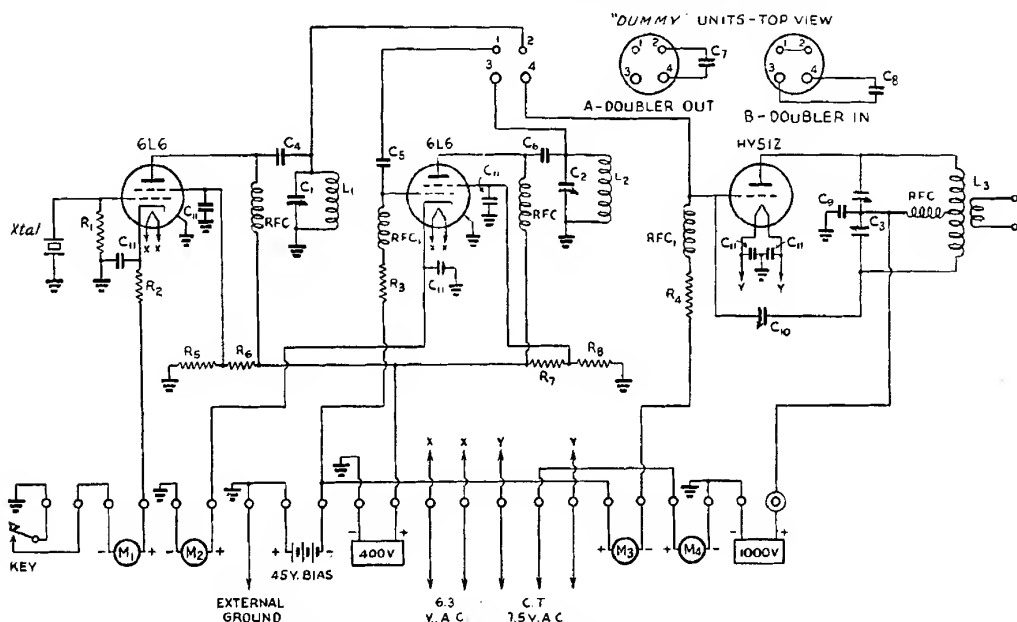 "DUMMY" UNITS-TOP VIEW
1 2
3 4
1 2 C7
3 4
A-DOUBLER OUT
1 2
3 4 C8
B-DOUBLER IN
6L6
C4
C5
6L6
C11
C6
HY51Z
Xtal
R1
C11
C11
X X
RFC
C1
L1
RFC1
X X
RFC
C2
L2
C9
C3
RFC
L3
R2
R3
C11
RFC1
R4
C11
C11
Y Y
C10
R5
R6
R7
R8
X X Y Y
KEY
- M1 +
- M2 +
+ -
45V. BIAS
- +
400V
+ M3 -
+ M4 -
- +
1000V
EXTERNAL
GROUND
6.3
V.A.C.
C.T
7.5V.A.C